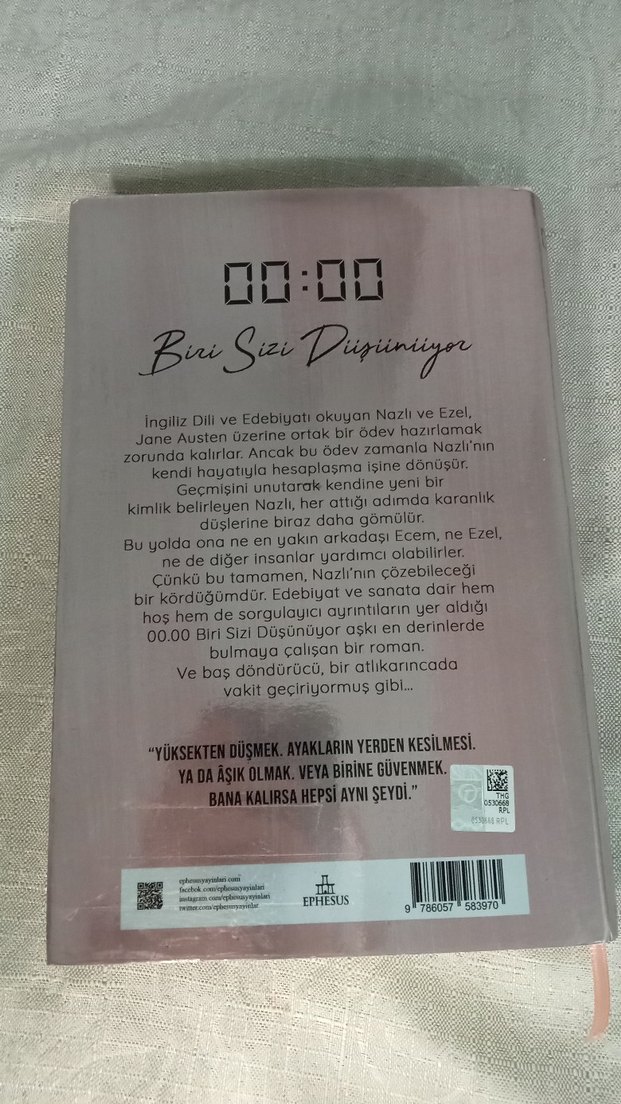 00:00
Biri Sizi Düşünüyor
İngiliz Dili ve Edebiyatı okuyan Nazlı ve Ezel,
Jane Austen üzerine ortak bir ödev hazırlamak
zorunda kalırlar. Ancak bu ödev zamanla Nazlı'nın
kendi hayatıyla hesaplaşma işine dönüşür.
Geçmişini unutarak kendine yeni bir
kimlik belirleyen Nazlı, her attığı adımda karanlık
düşlerine biraz daha gömülür.
Bu yolda ona ne en yakın arkadaşı Ecem, ne Ezel,
ne de diğer insanlar yardımcı olabilirler.
Çünkü bu tamamen, Nazlı'nın çözebileceği
bir kördüğümdür. Edebiyat ve sanata dair hem
hoş hem de sorgulayıcı ayrıntıların yer aldığı
00.00 Biri Sizi Düşünüyor aşkı en derinlerde
bulmaya çalışan bir roman.
Ve baş döndürücü, bir atlıkarıncada
vakit geçiriyormuş gibi...
"YÜKSEKTEN DÜŞMEK. AYAKLARIN YERDEN KESİLMESİ.
YA DA ÂŞIK OLMAK. VEYA BİRİNE GÜVENMEK.
BANA KALIRSA HEPSİ AYNI ŞEYDİ."
THG
0530668
RPL
0530668 RPL
ephesusyayinlari.com
facebok.com/ephesusyayinlari
instagram.com/ephesusyayinlari
twitter.com/ephesusyayinlar
EPHESUS
9 786057 583970